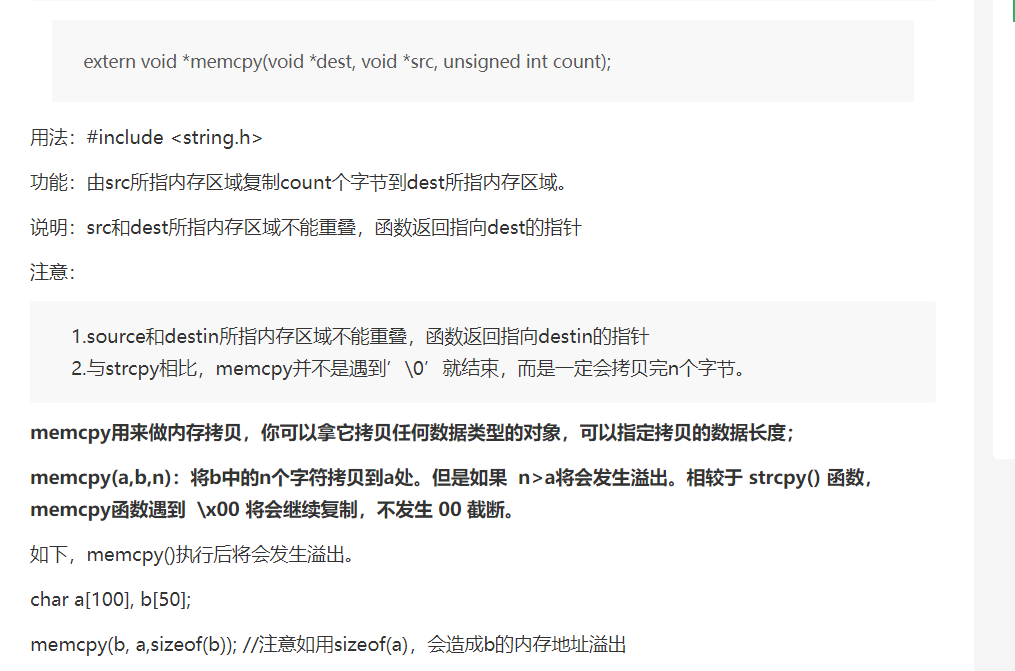 extern void *memcpy(void *dest, void *src, unsigned int count);
用法：#include <string.h>
功能：由src所指内存区域复制count个字节到dest所指内存区域。
说明：src和dest所指内存区域不能重叠，函数返回指向dest的指针
注意：
1.source和destin所指内存区域不能重叠，函数返回指向destin的指针
2.与strcpy相比，memcpy并不是遇到’\0’就结束，而是一定会拷贝完n个字节。
memcpy用来做内存拷贝，你可以拿它拷贝任何数据类型的对象，可以指定拷贝的数据长度；
memcpy(a,b,n)：将b中的n个字符拷贝到a处。但是如果 n>a将会发生溢出。相较于 strcpy() 函数，
memcpy函数遇到 \x00 将会继续复制，不发生 00 截断。
如下，memcpy()执行后将会发生溢出。
char a[100], b[50];
memcpy(b, a,sizeof(b)); //注意如用sizeof(a)，会造成b的内存地址溢出